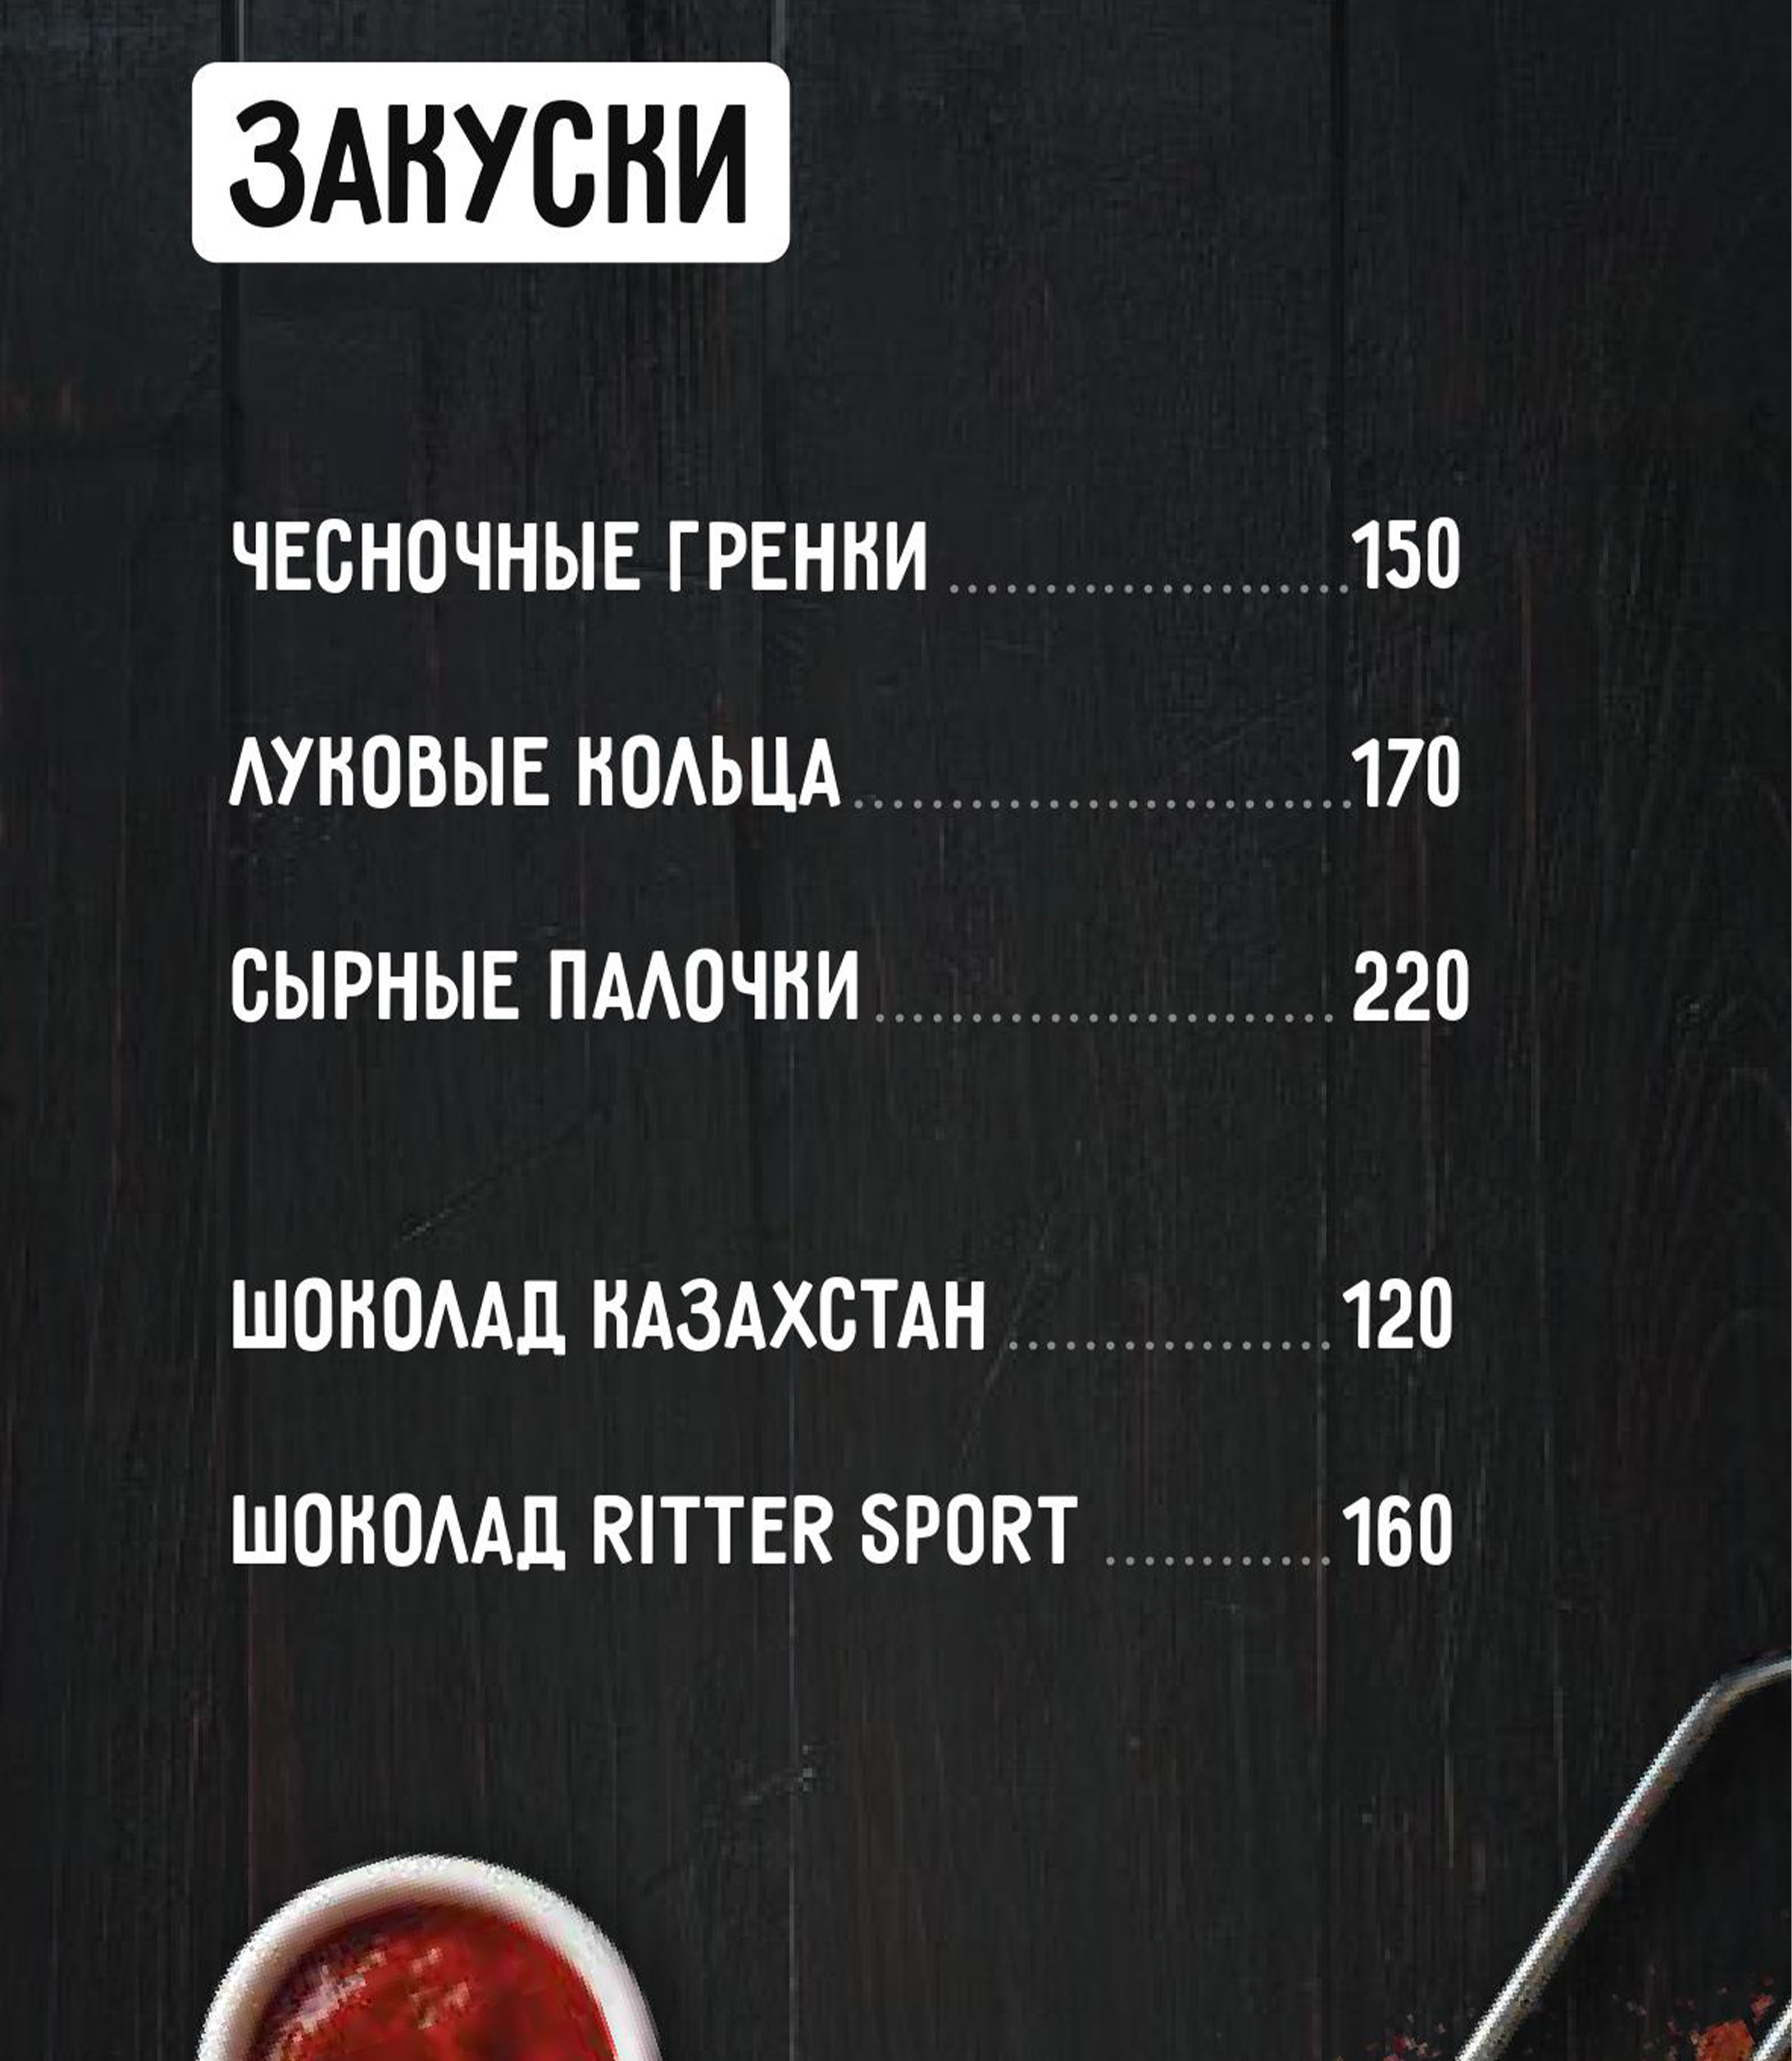 ЗАКУСКИ
ЧЕСНОЧНЫЕ ГРЕНКИ ......................150
ЛУКОВЫЕ КОЛЬЦА..........................170
СЫРНЫЕ ПАЛОЧКИ........................ 220
ШОКОЛАД КАЗАХСТАН ................. 120
ШОКОЛАД RITTER SPORT ............ 160